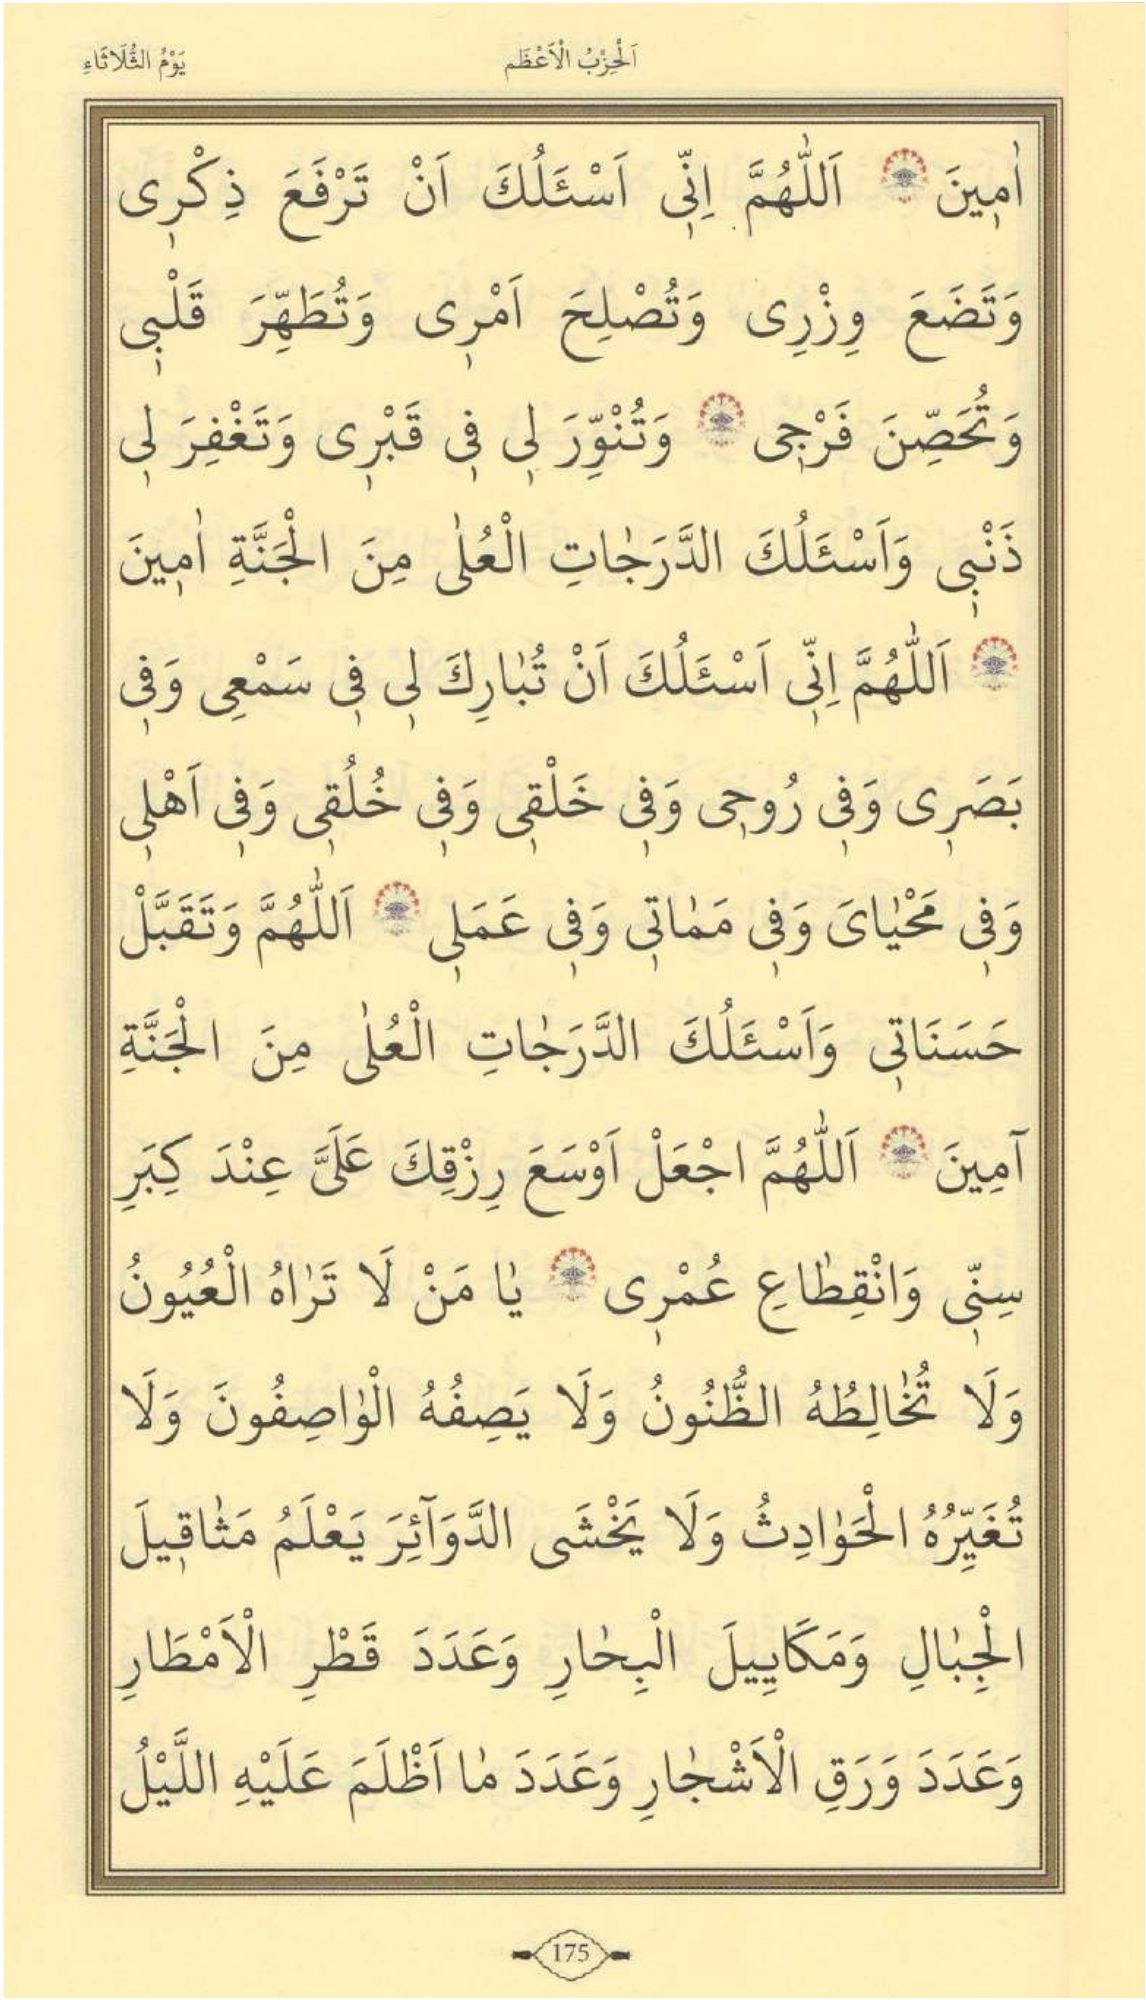 اَلْحِزْبُ الْاَعْظَم
يَوْمُ الثُّلَاثَاءِ
اٰمٖينَ اَللّٰهُمَّ اِنّٖى اَسْئَلُكَ اَنْ تَرْفَعَ ذِكْرٖى
وَتَضَعَ وِزْرِى وَتُصْلِحَ اَمْرٖى وَتُطَهِّرَ قَلْبٖى
وَتُحَصِّنَ فَرْجٖى وَتُنْوِّرَ لٖى فٖى قَبْرٖى وَتَغْفِرَ لٖى
ذَنْبٖى وَاَسْئَلُكَ الدَّرَجٰاتِ الْعُلٰى مِنَ الْجَنَّةِ اٰمٖينَ
اَللّٰهُمَّ اِنّٖى اَسْئَلُكَ اَنْ تُبٰارِكَ لٖى فٖى سَمْعٖى وَفٖى
بَصَرٖى وَفٖى رُوحٖى وَفٖى خَلْقٖى وَفٖى خُلُقٖى وَفٖى اَهْلٖى
وَفٖى مَحْيٰاىَ وَفٖى مَمٰاتٖى وَفٖى عَمَلٖى اَللّٰهُمَّ وَتَقَبَّلْ
حَسَنَاتٖى وَاَسْئَلُكَ الدَّرَجٰاتِ الْعُلٰى مِنَ الْجَنَّةِ
آمِينَ اَللّٰهُمَّ اجْعَلْ اَوْسَعَ رِزْقِكَ عَلَىَّ عِنْدَ كِبَرِ
سِنّٖى وَانْقِطٰاعِ عُمْرٖى يٰا مَنْ لَا تَرٰاهُ الْعُيُونُ
وَلَا تُخٰالِطُهُ الظُّنُونُ وَلَا يَصِفُهُ الْوٰاصِفُونَ وَلَا
تُغَيِّرُهُ الْحَوٰادِثُ وَلَا يَخْشَى الدَّوَآئِرَ يَعْلَمُ مَثٰاقٖيلَ
الْجِبٰالِ وَمَكَايِيلَ الْبِحٰارِ وَعَدَدَ قَطْرِ الْاَمْطَارِ
وَعَدَدَ وَرَقِ الْاَشْجٰارِ وَعَدَدَ مٰا اَظْلَمَ عَلَيْهِ اللَّيْلُ
175